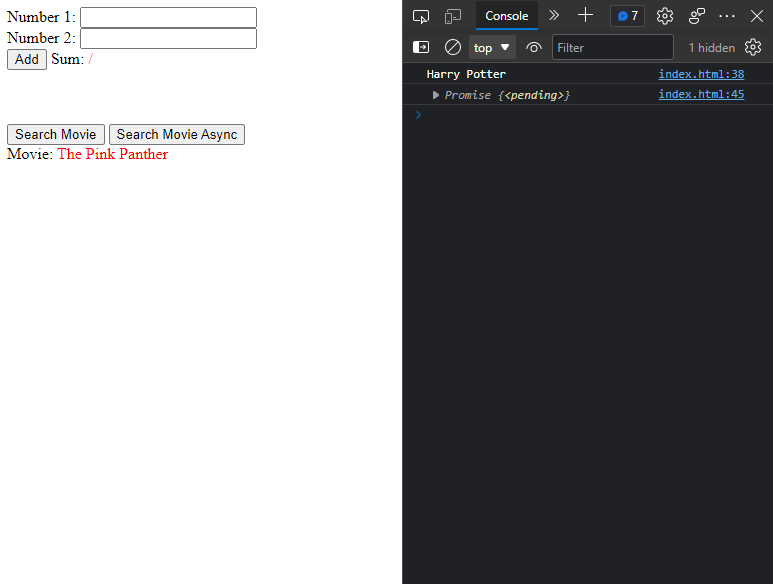 Number 1:
Number 2:
Add Sum: /
Search Movie Search Movie Async
Movie: The Pink Panther
Console 7
top Filter 1 hidden
Harry Potter index.html:38
Promise {<pending>} index.html:45